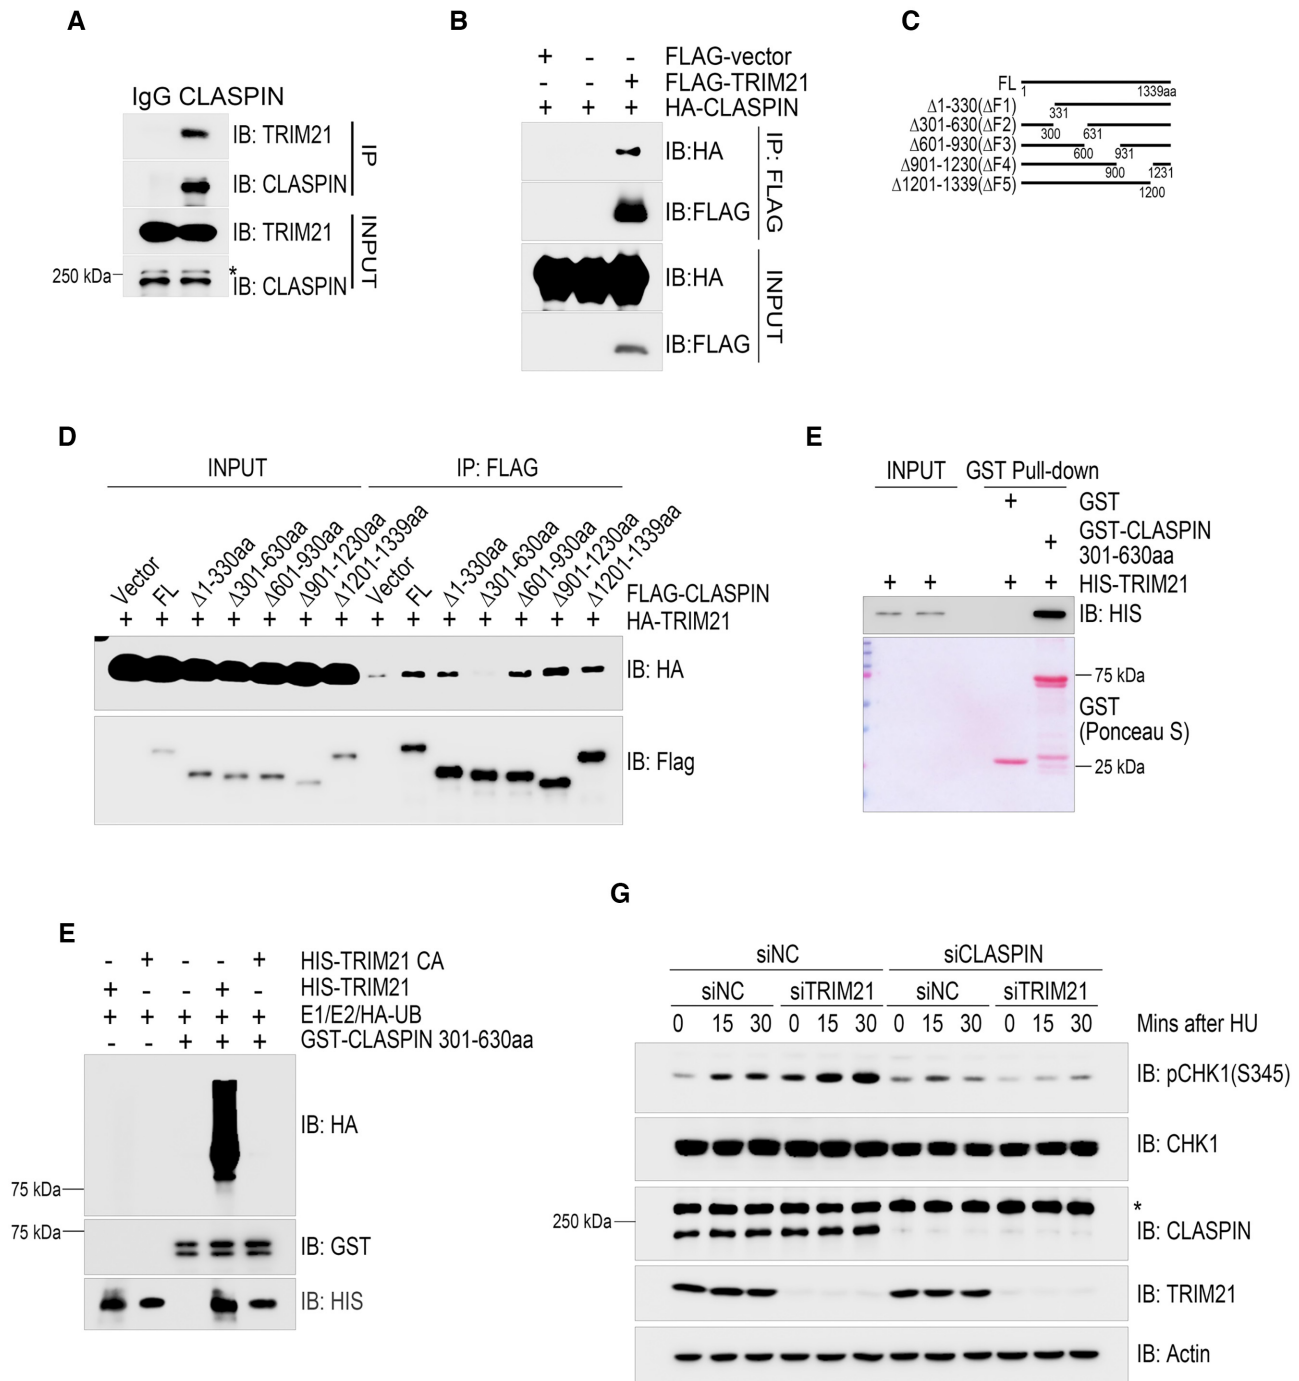 A
IgG CLASPIN
IB: TRIM21
IB: CLASPIN
IP
IB: TRIM21
250 kDa
*
IB: CLASPIN
INPUT
B
+ - - FLAG-vector
- - + FLAG-TRIM21
+ + + HA-CLASPIN
IB:HA
IB:FLAG
IP: FLAG
IB:HA
IB:FLAG
INPUT
C
FL
1 1339aa
Δ1-330(ΔF1)
331
Δ301-630(ΔF2)
300 631
Δ601-930(ΔF3)
600 931
Δ901-1230(ΔF4)
900 1231
Δ1201-1339(ΔF5)
1200
D
INPUT IP: FLAG
Vector FL Δ1-330aa Δ301-630aa Δ601-930aa Δ901-1230aa Δ1201-1339aa Vector FL Δ1-330aa Δ301-630aa Δ601-930aa Δ901-1230aa Δ1201-1339aa
FLAG-CLASPIN
+ + + + + + + + + + + + + + HA-TRIM21
IB: HA
IB: Flag
E
INPUT GST Pull-down
+ GST
+ GST-CLASPIN
301-630aa
+ + + + HIS-TRIM21
IB: HIS
75 kDa
GST
(Ponceau S)
25 kDa
E
- + - - + HIS-TRIM21 CA
+ - - + - HIS-TRIM21
+ + + + + E1/E2/HA-UB
- - + + + GST-CLASPIN 301-630aa
IB: HA
75 kDa
75 kDa
IB: GST
IB: HIS
G
siNC siCLASPIN
siNC siTRIM21 siNC siTRIM21
0 15 30 0 15 30 0 15 30 0 15 30 Mins after HU
IB: pCHK1(S345)
IB: CHK1
*
250 kDa
IB: CLASPIN
IB: TRIM21
IB: Actin